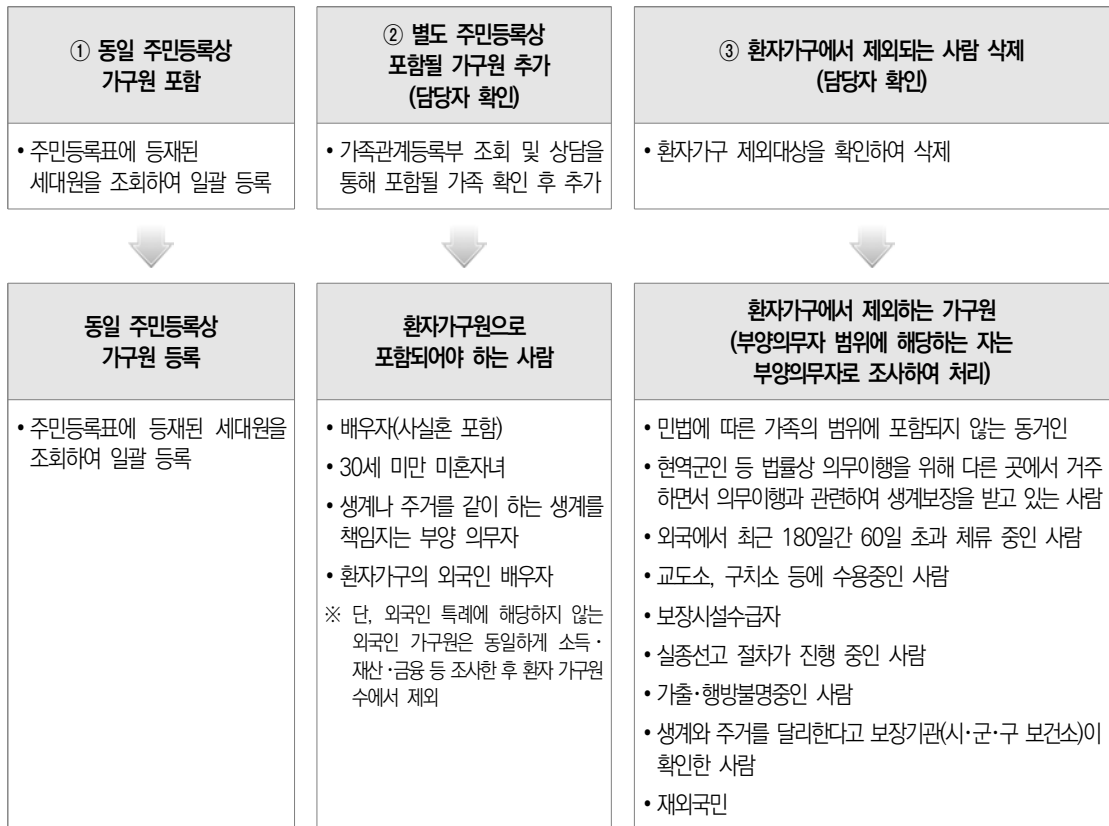 ① 동일 주민등록상
가구원 포함
• 주민등록표에 등재된
세대원을 조회하여 일괄 등록
② 별도 주민등록상
포함될 가구원 추가
(담당자 확인)
• 가족관계등록부 조회 및 상담을
통해 포함될 가족 확인 후 추가
③ 환자가구에서 제외되는 사람 삭제
(담당자 확인)
• 환자가구 제외대상을 확인하여 삭제
동일 주민등록상
가구원 등록
• 주민등록표에 등재된 세대원을
조회하여 일괄 등록
환자가구원으로
포함되어야 하는 사람
• 배우자(사실혼 포함)
• 30세 미만 미혼자녀
• 생계나 주거를 같이 하는 생계를
책임지는 부양 의무자
• 환자가구의 외국인 배우자
※ 단, 외국인 특례에 해당하지 않는
외국인 가구원은 동일하게 소득·
재산·금융 등 조사한 후 환자 가구원
수에서 제외
환자가구에서 제외하는 가구원
(부양의무자 범위에 해당하는 자는
부양의무자로 조사하여 처리)
• 민법에 따른 가족의 범위에 포함되지 않는 동거인
• 현역군인 등 법률상 의무이행을 위해 다른 곳에서 거주
하면서 의무이행과 관련하여 생계보장을 받고 있는 사람
• 외국에서 최근 180일간 60일 초과 체류 중인 사람
• 교도소, 구치소 등에 수용중인 사람
• 보장시설수급자
• 실종선고 절차가 진행 중인 사람
• 가출·행방불명중인 사람
• 생계와 주거를 달리한다고 보장기관(시·군·구 보건소)이
확인한 사람
• 재외국민